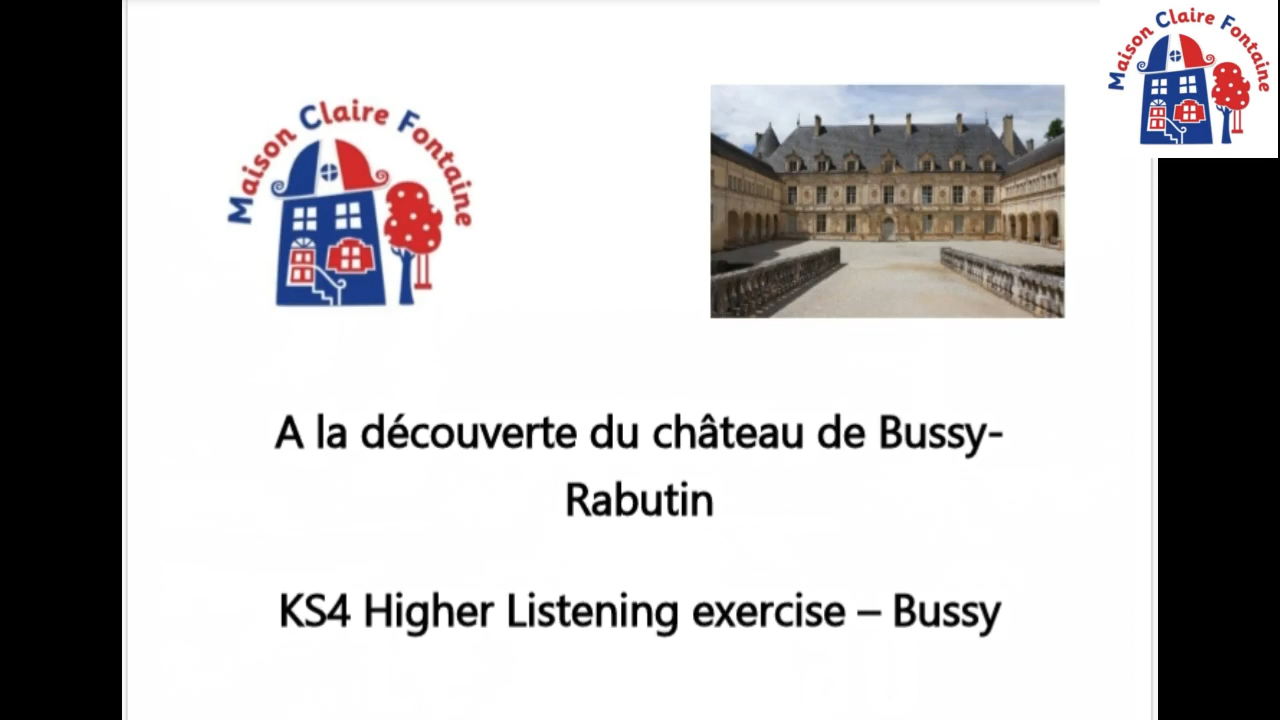 Maison Claire Fontaine
Maison Claire Fontaine
A la découverte du château de Bussy-
Rabutin
KS4 Higher Listening exercise – Bussy